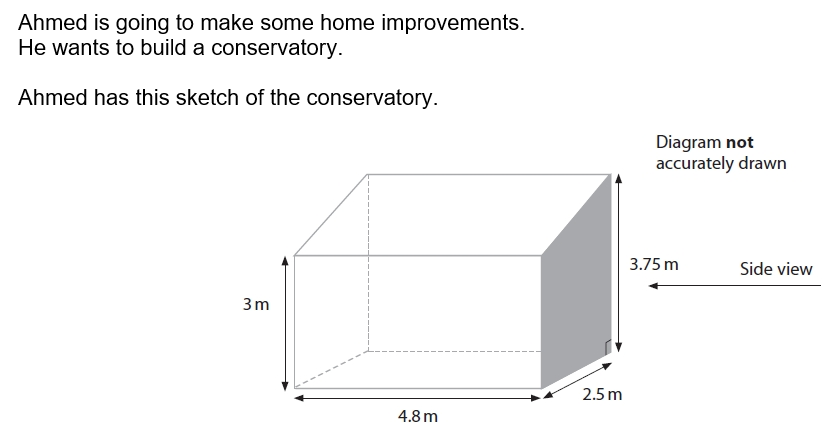 Ahmed is going to make some home improvements.
He wants to build a conservatory.
Ahmed has this sketch of the conservatory.
Diagram not
accurately drawn
3.75 m
Side view
3 m
2.5 m
4.8 m